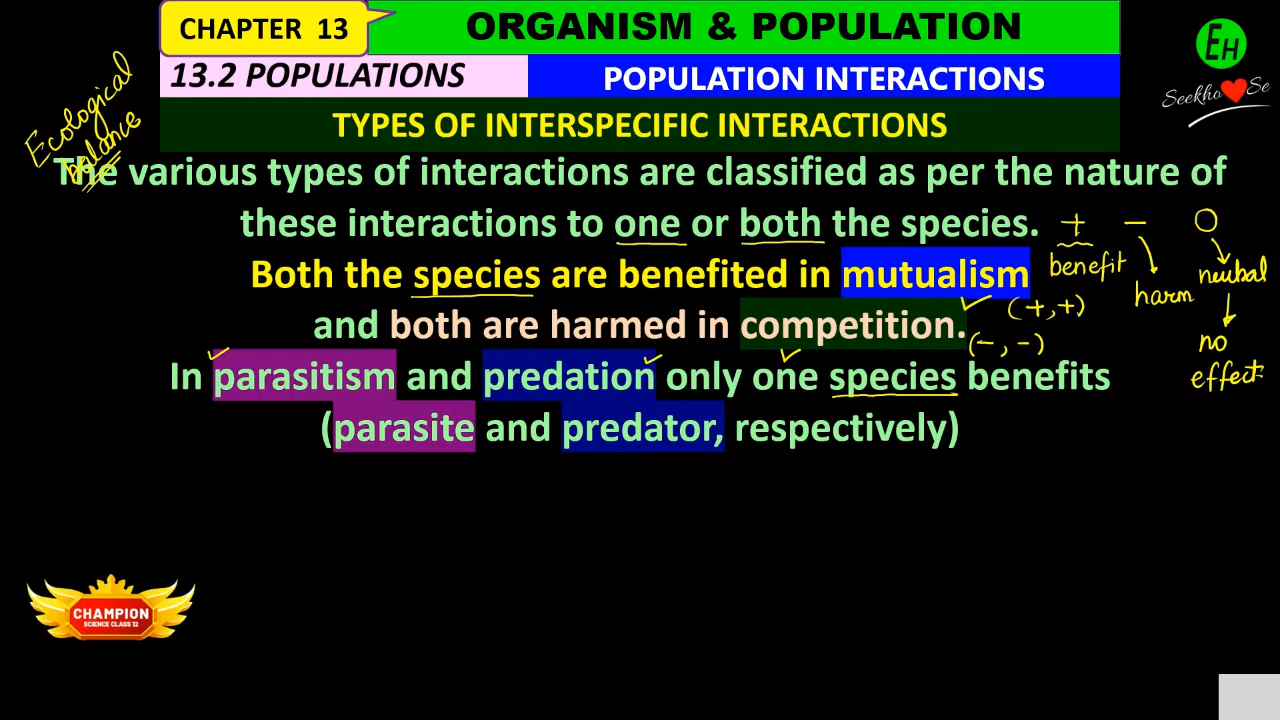 CHAPTER 13
ORGANISM & POPULATION
EH
Seekho Se
13.2 POPULATIONS
POPULATION INTERACTIONS
TYPES OF INTERSPECIFIC INTERACTIONS
Ecological
balance
The various types of interactions are classified as per the nature of
these interactions to one or both the species.
+ − 0
benefit
harm
neutral
no
effect
Both the species are benefited in mutualism
(+, +)
and both are harmed in competition.
(-, -)
In parasitism and predation only one species benefits
(parasite and predator, respectively)
CHAMPION
SCIENCE CLASS 12